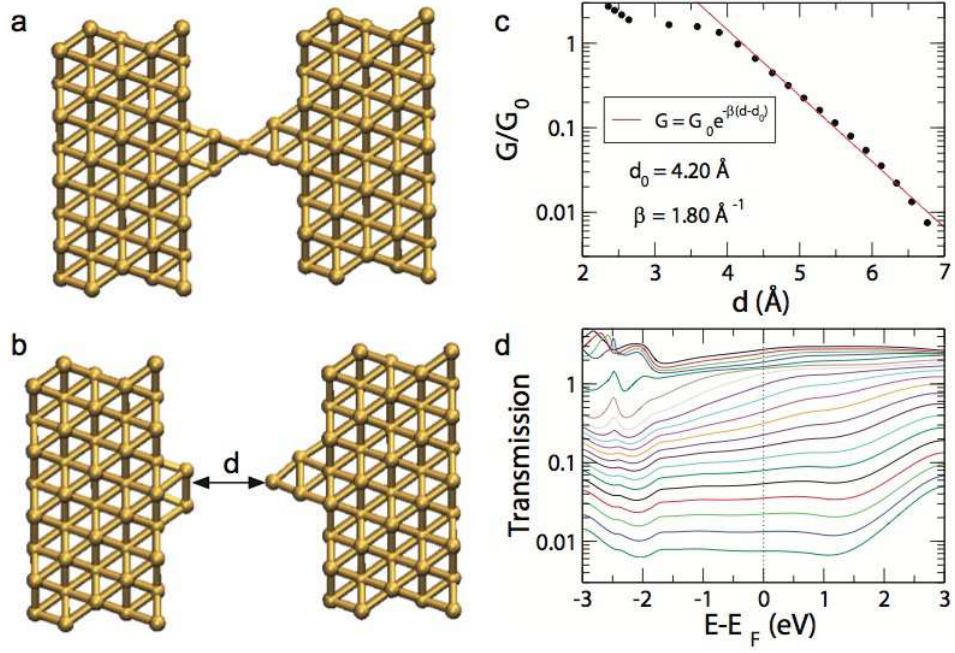 a
b
d
c
G/G₀
1
0.1
0.01
G = G₀e^{-β(d-d₀)}
d₀ = 4.20 Å
β = 1.80 Å⁻¹
2 3 4 5 6 7
d (Å)
d
Transmission
1
0.1
0.01
-3 -2 -1 0 1 2 3
E-E_F (eV)